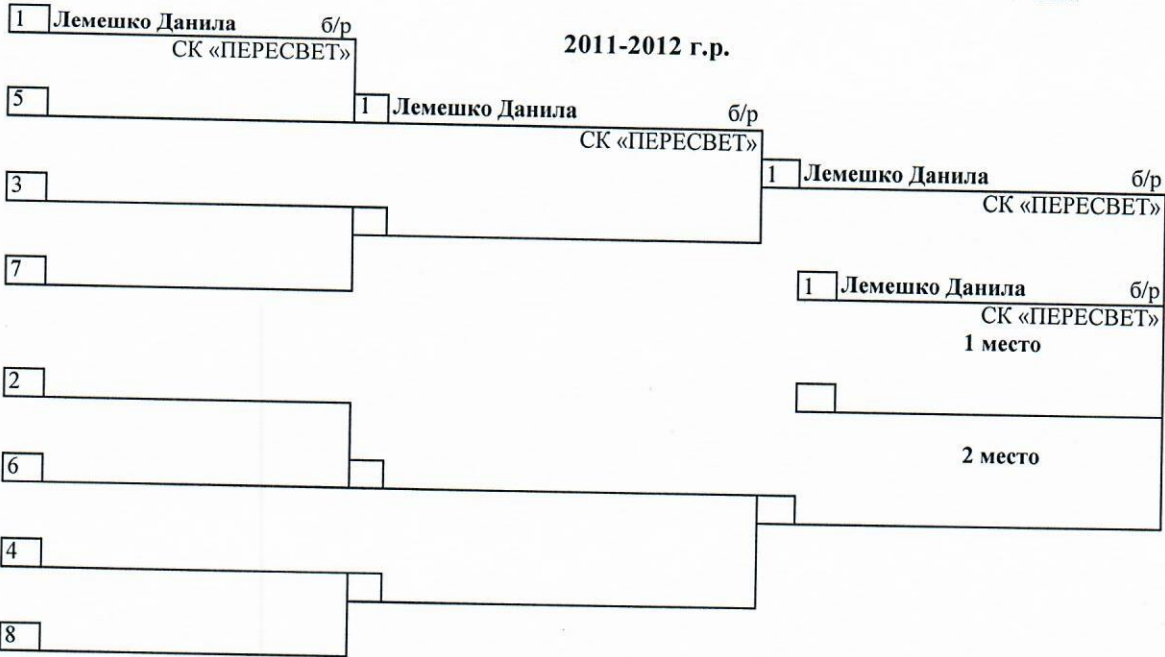 1 Лемешко Данила б/р
СК «ПЕРЕСВЕТ»
2011-2012 г.р.
5
1 Лемешко Данила б/р
СК «ПЕРЕСВЕТ»
3
1 Лемешко Данила б/р
СК «ПЕРЕСВЕТ»
7
1 Лемешко Данила б/р
СК «ПЕРЕСВЕТ»
1 место
2
2 место
6
4
8